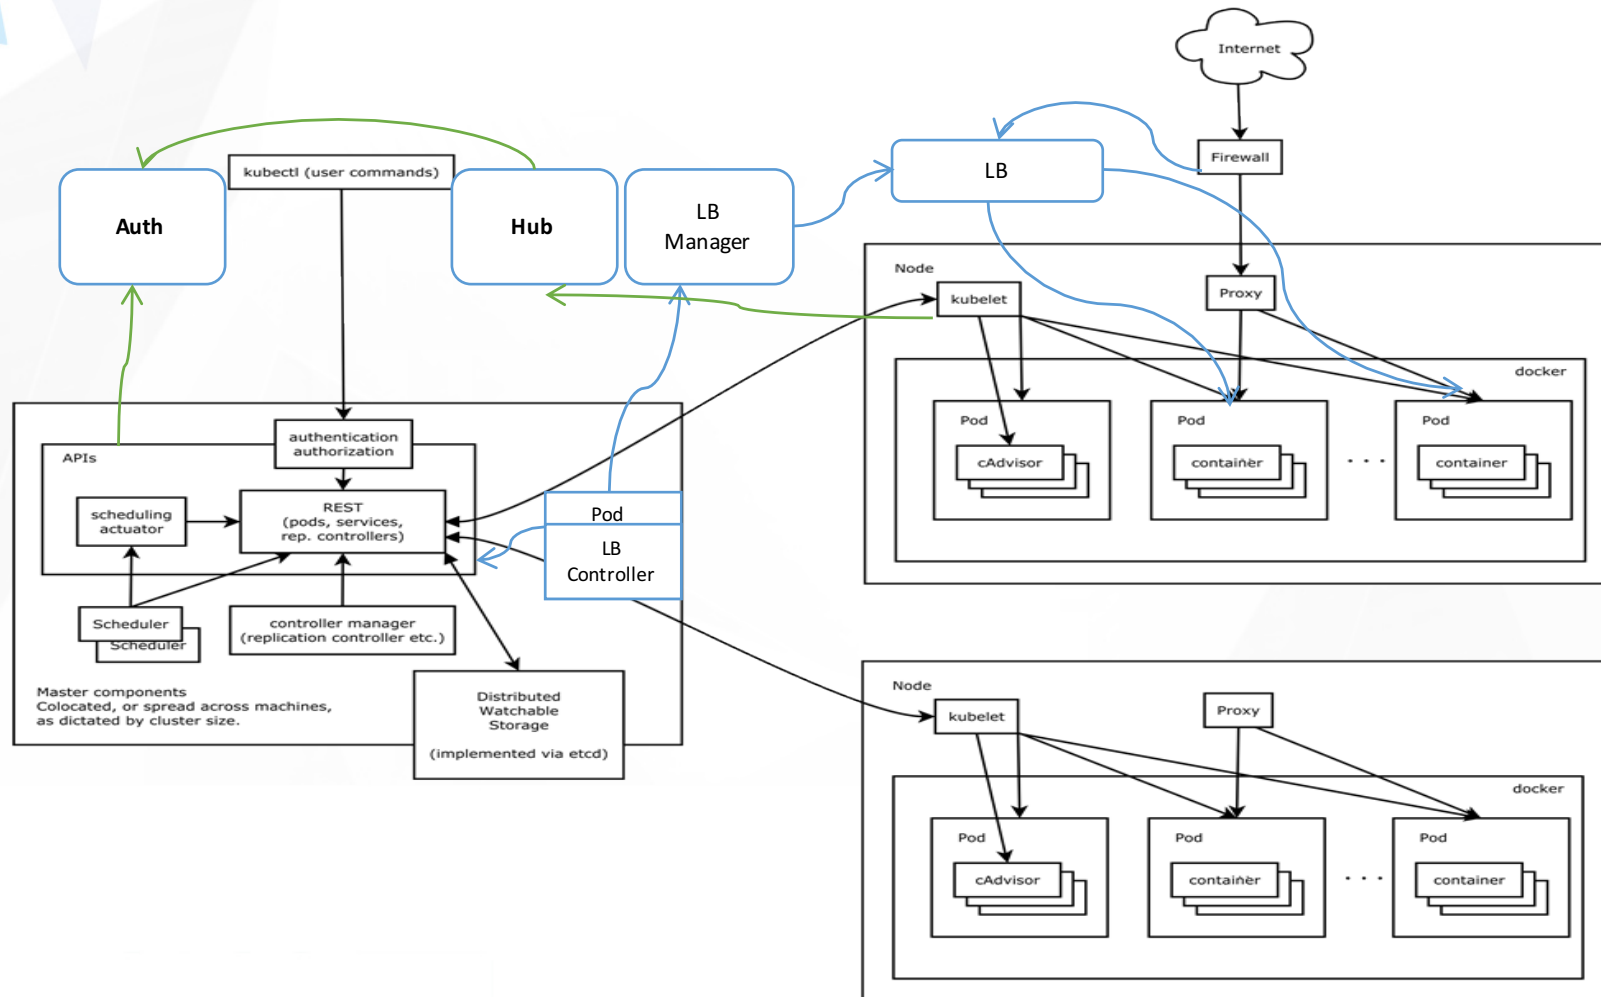 Internet
Firewall
kubectl (user commands)
Auth
Hub
LB
Manager
LB
Node
kubelet
Proxy
docker
Pod
cAdvisor
Pod
container
. . .
Pod
container
APIs
authentication
authorization
scheduling
actuator
REST
(pods, services,
rep. controllers)
Pod
LB
Controller
Scheduler
Scheduler
controller manager
(replication controller etc.)
Master components
Colocated, or spread across machines,
as dictated by cluster size.
Distributed
Watchable
Storage
(implemented via etcd)
Node
kubelet
Proxy
docker
Pod
cAdvisor
Pod
container
. . .
Pod
container